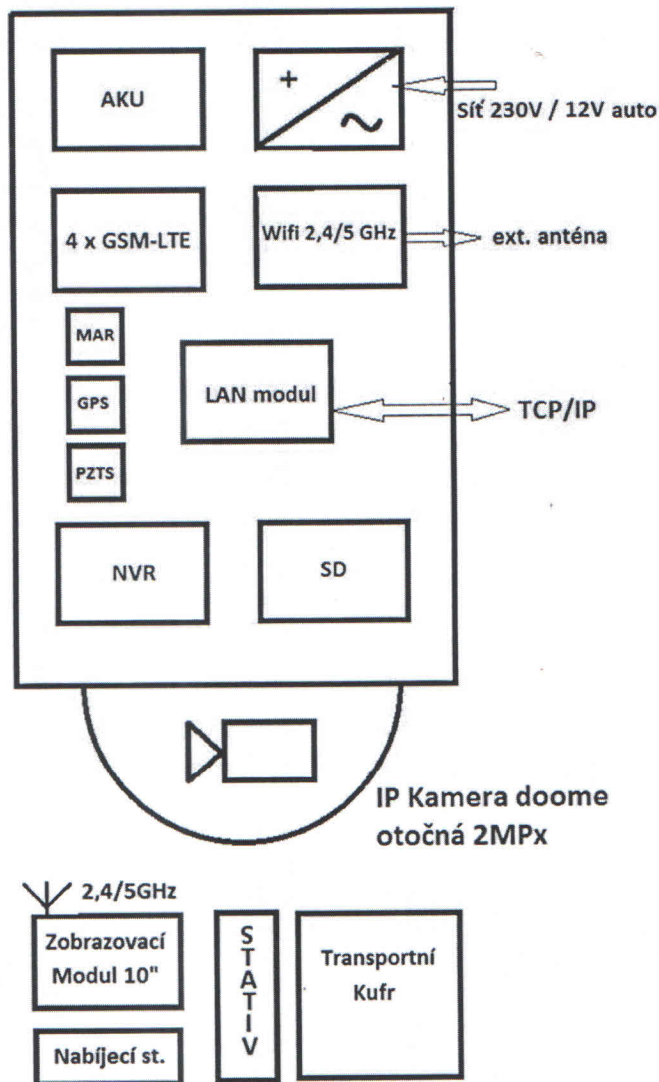 AKU
+
~
Síť 230V / 12V auto
4 x GSM-LTE
Wifi 2,4/5 GHz
ext. anténa
MAR
GPS
PZTS
LAN modul
TCP/IP
NVR
SD
IP Kamera doome
otočná 2MPx
2,4/5GHz
Zobrazovací
Modul 10"
Nabíjecí st.
S
T
A
T
I
V
Transportní
Kufr